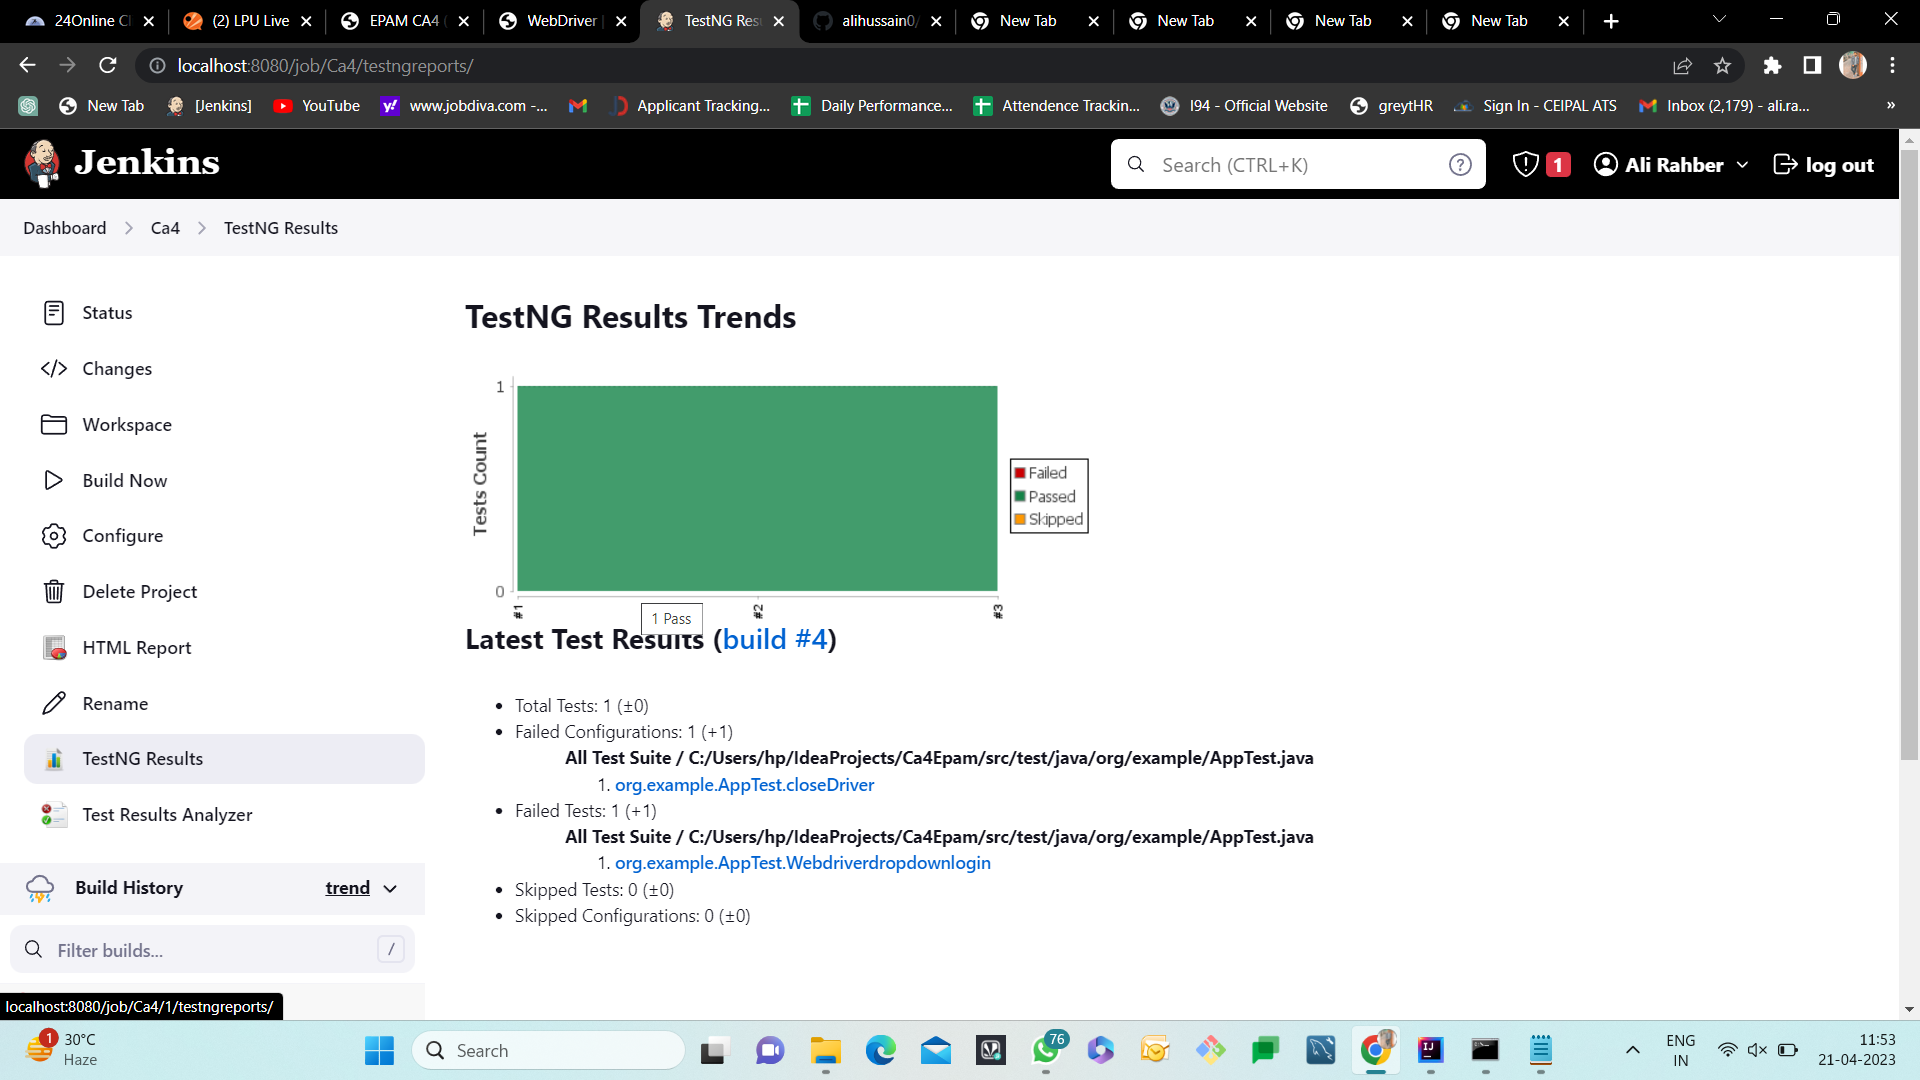 24Online Cl
(2) LPU Live
EPAM CA4 (
WebDriver |
TestNG Resu
alihussain0/
New Tab
New Tab
New Tab
New Tab
localhost:8080/job/Ca4/testngreports/
New Tab
[Jenkins]
YouTube
www.jobdiva.com -...
Applicant Tracking...
Daily Performance...
Attendence Trackin...
I94 - Official Website
greytHR
Sign In - CEIPAL ATS
Inbox (2,179) - ali.ra...
»
Jenkins
Search (CTRL+K)
?
1
Ali Rahber
log out
Dashboard
Ca4
TestNG Results
Status
Changes
Workspace
Build Now
Configure
Delete Project
HTML Report
Rename
TestNG Results
Test Results Analyzer
Build History
trend
Filter builds...
/
localhost:8080/job/Ca4/1/testngreports/
TestNG Results Trends
Tests Count
1
0
#1
#2
#3
Failed
Passed
Skipped
1 Pass
Latest Test Results (build #4)
• Total Tests: 1 (±0)
• Failed Configurations: 1 (+1)
All Test Suite / C:/Users/hp/IdeaProjects/Ca4Epam/src/test/java/org/example/AppTest.java
1. org.example.AppTest.closeDriver
• Failed Tests: 1 (+1)
All Test Suite / C:/Users/hp/IdeaProjects/Ca4Epam/src/test/java/org/example/AppTest.java
1. org.example.AppTest.Webdriverdropdownlogin
• Skipped Tests: 0 (±0)
• Skipped Configurations: 0 (±0)
1
30°C
Haze
Search
76
ENG
IN
11:53
21-04-2023